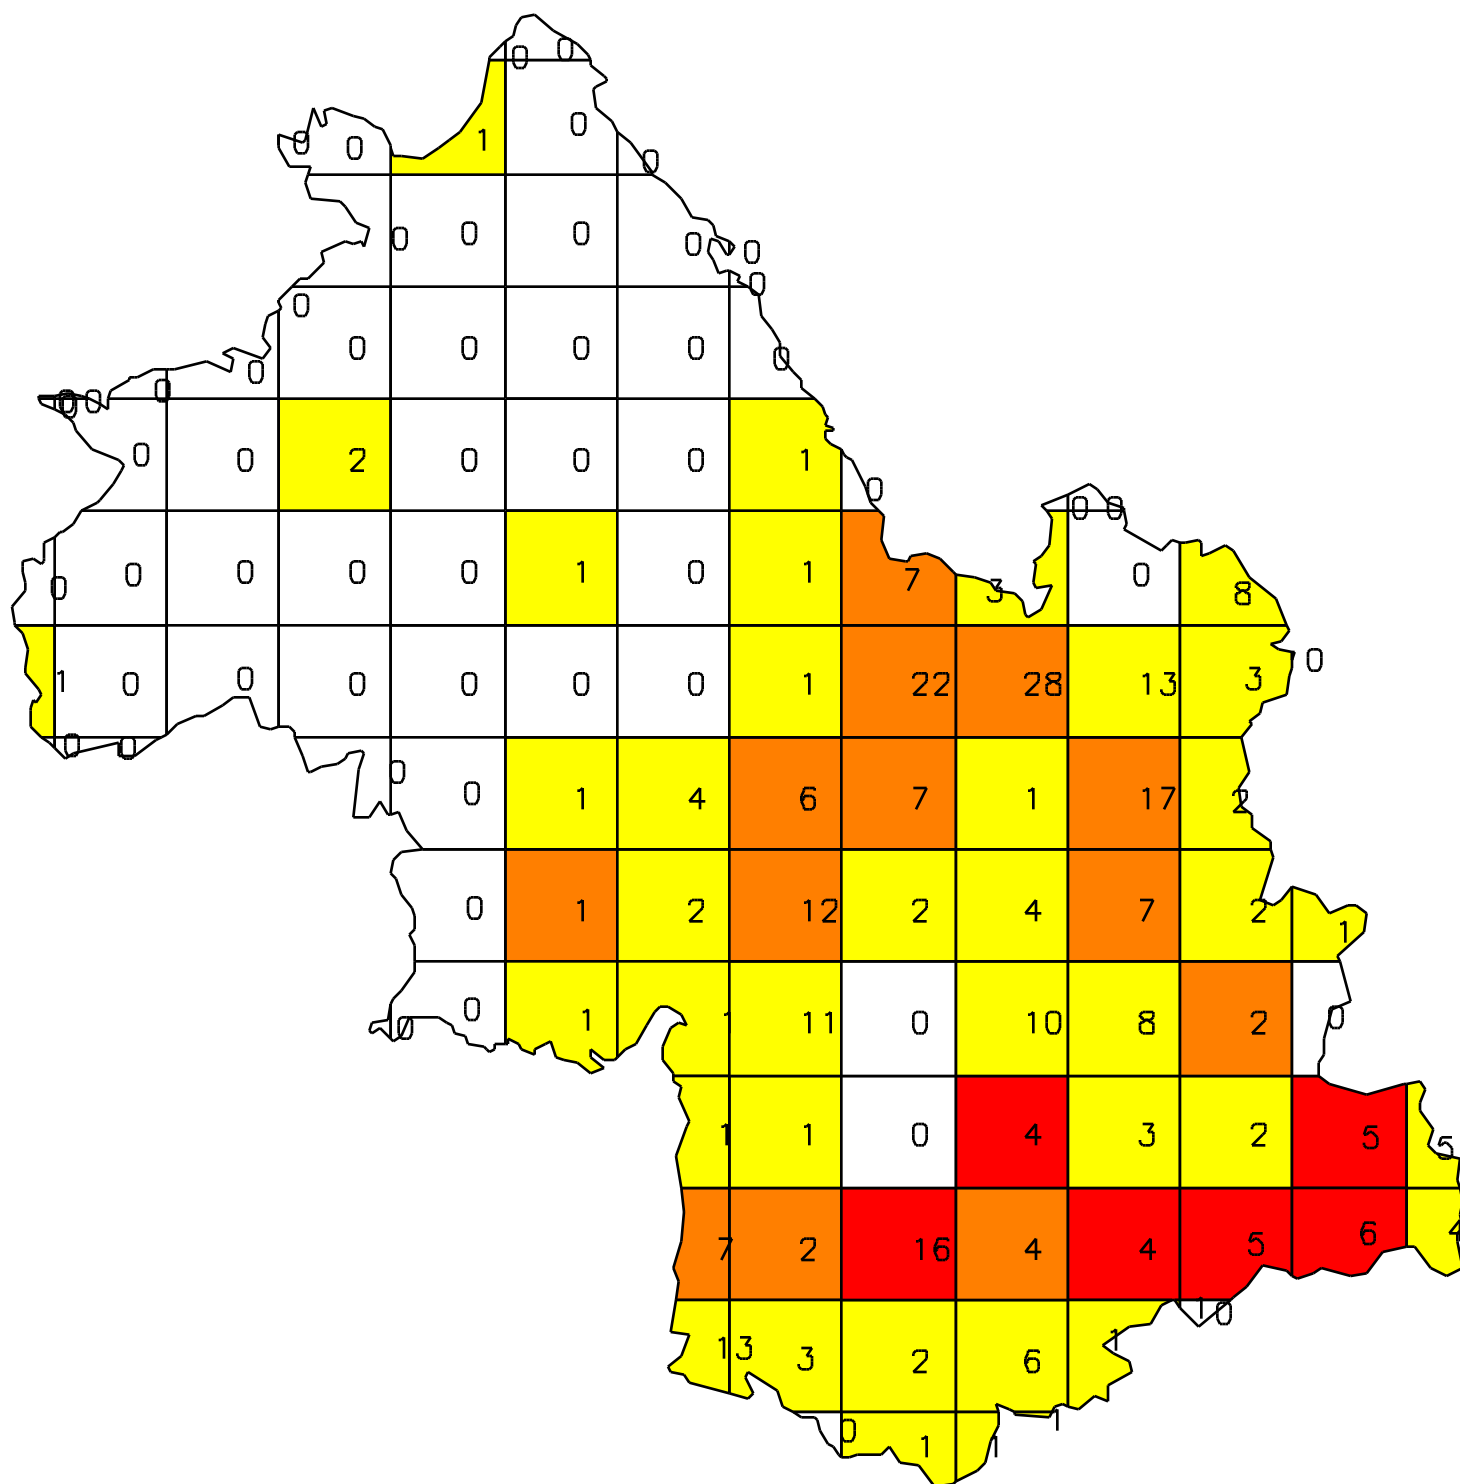 0 0
0 0 1 0 0
0 0 0 0 0
0 0
0 0 0 0 0 0
0 0 0 0
0 0 2 0 0 0 1 0
0 0
0 0 0 0 0 1 0 1 7 3 0 8
1 0 0 0 0 0 0 1 22 28 13 3 0
0 0
0 0 1 4 6 7 1 17 2
0 1 2 12 2 4 7 2 1
0 0 1 1 11 0 10 8 2 0
1 1 0 4 3 2 5 5
7 2 16 4 4 5 6 4
13 3 2 6 1 1 0
0 1 1 1